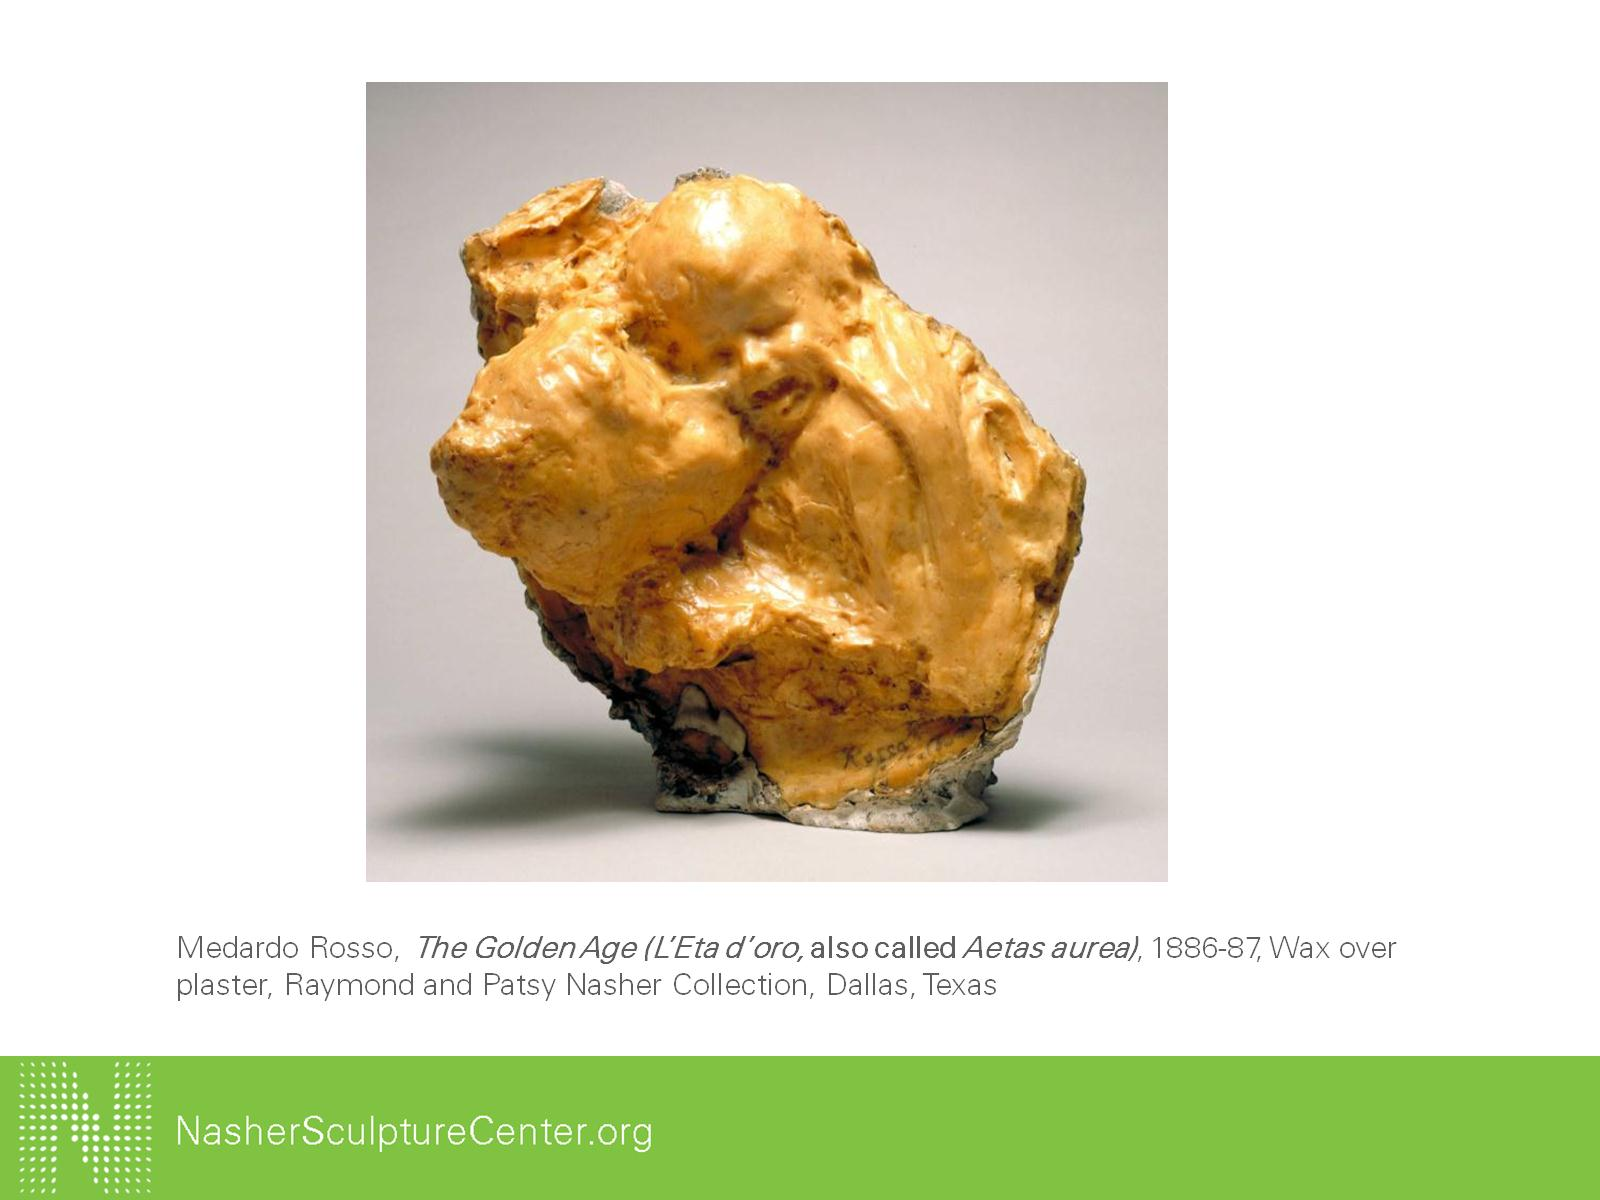 Rosso
Medardo Rosso, The Golden Age (L’Eta d’oro, also called Aetas aurea), 1886-87, Wax over
plaster, Raymond and Patsy Nasher Collection, Dallas, Texas
N
NasherSculptureCenter.org